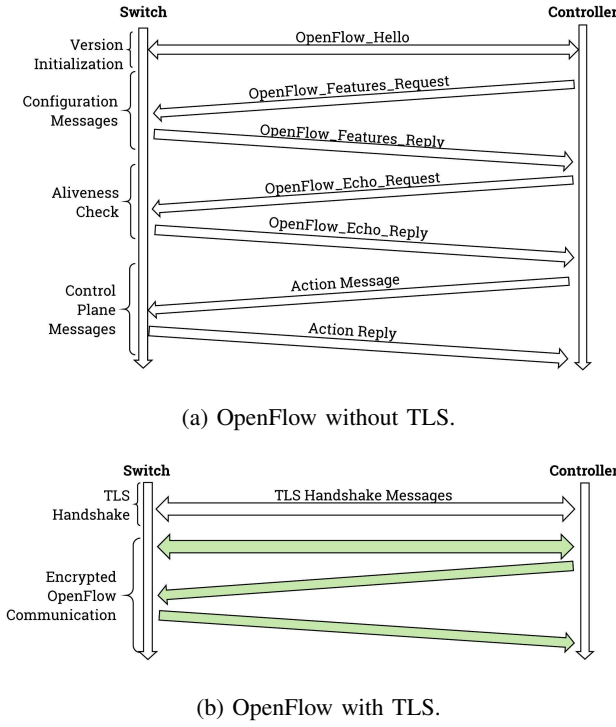 Switch Controller
Version
Initialization
OpenFlow_Hello
Configuration
Messages
OpenFlow_Features_Request
OpenFlow_Features_Reply
Aliveness
Check
OpenFlow_Echo_Request
OpenFlow_Echo_Reply
Control
Plane
Messages
Action Message
Action Reply
(a) OpenFlow without TLS.
Switch Controller
TLS
Handshake
TLS Handshake Messages
Encrypted
OpenFlow
Communication
(b) OpenFlow with TLS.